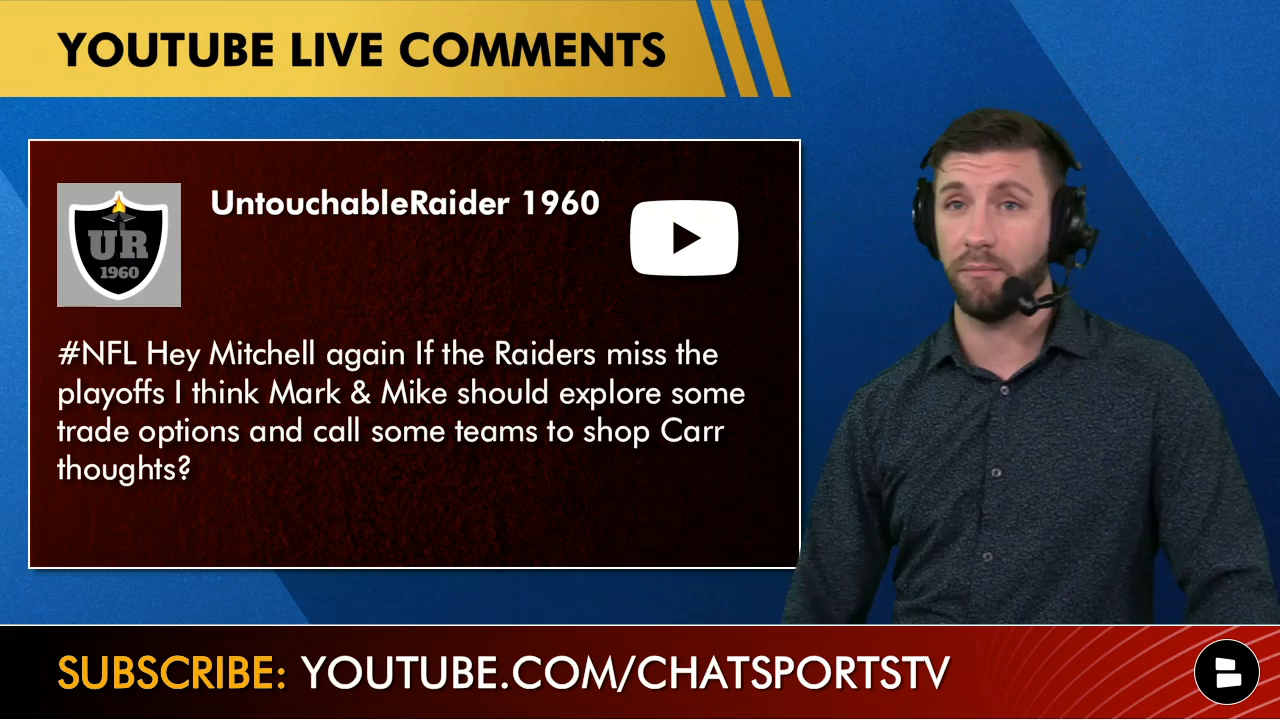 YOUTUBE LIVE COMMENTS
UntouchableRaider 1960
UR
1960
#NFL Hey Mitchell again If the Raiders miss the
playoffs I think Mark & Mike should explore some
trade options and call some teams to shop Carr
thoughts?
SUBSCRIBE: YOUTUBE.COM/CHATSPORTSTV